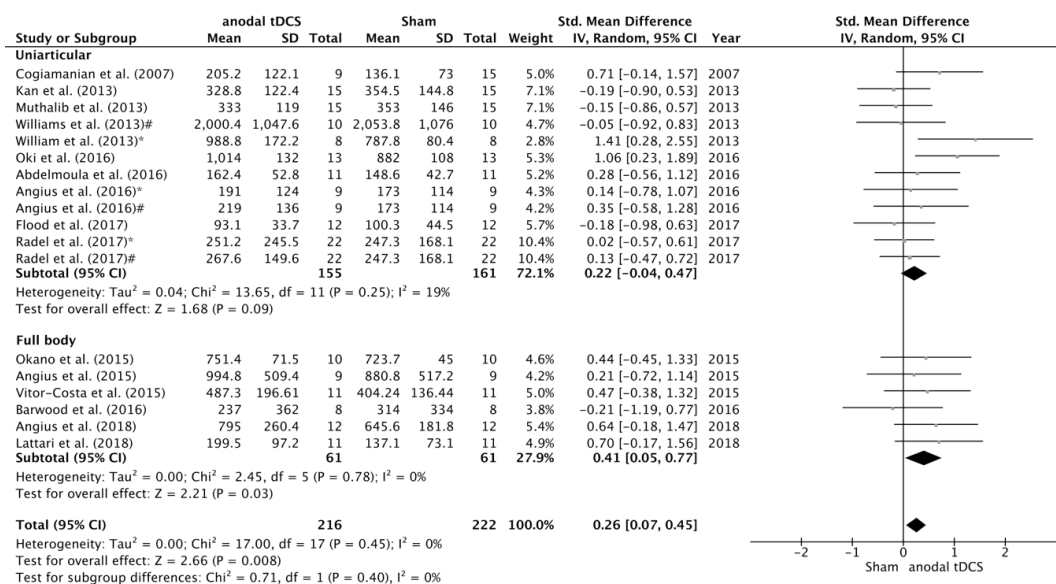 anodal tDCS Sham Std. Mean Difference Std. Mean Difference
Study or Subgroup Mean SD Total Mean SD Total Weight IV, Random, 95% CI Year IV, Random, 95% CI
Uniarticular
Cogiamanian et al. (2007) 205.2 122.1 9 136.1 73 15 5.0% 0.71 [-0.14, 1.57] 2007
Kan et al. (2013) 328.8 122.4 15 354.5 144.8 15 7.1% -0.19 [-0.90, 0.53] 2013
Muthalib et al. (2013) 333 119 15 353 146 15 7.1% -0.15 [-0.86, 0.57] 2013
Williams et al. (2013)# 2,000.4 1,047.6 10 2,053.8 1,076 10 4.7% -0.05 [-0.92, 0.83] 2013
William et al. (2013)* 988.8 172.2 8 787.8 80.4 8 2.8% 1.41 [0.28, 2.55] 2013
Oki et al. (2016) 1,014 132 13 882 108 13 5.3% 1.06 [0.23, 1.89] 2016
Abdelmoula et al. (2016) 162.4 52.8 11 148.6 42.7 11 5.2% 0.28 [-0.56, 1.12] 2016
Angius et al. (2016)* 191 124 9 173 114 9 4.3% 0.14 [-0.78, 1.07] 2016
Angius et al. (2016)# 219 136 9 173 114 9 4.2% 0.35 [-0.58, 1.28] 2016
Flood et al. (2017) 93.1 33.7 12 100.3 44.5 12 5.7% -0.18 [-0.98, 0.63] 2017
Radel et al. (2017)* 251.2 245.5 22 247.3 168.1 22 10.4% 0.02 [-0.57, 0.61] 2017
Radel et al. (2017)# 267.6 149.6 22 247.3 168.1 22 10.4% 0.13 [-0.47, 0.72] 2017
Subtotal (95% CI) 155 161 72.1% 0.22 [-0.04, 0.47]
Heterogeneity: Tau² = 0.04; Chi² = 13.65, df = 11 (P = 0.25); I² = 19%
Test for overall effect: Z = 1.68 (P = 0.09)
Full body
Okano et al. (2015) 751.4 71.5 10 723.7 45 10 4.6% 0.44 [-0.45, 1.33] 2015
Angius et al. (2015) 994.8 509.4 9 880.8 517.2 9 4.2% 0.21 [-0.72, 1.14] 2015
Vitor-Costa et al. (2015) 487.3 196.61 11 404.24 136.44 11 5.0% 0.47 [-0.38, 1.32] 2015
Barwood et al. (2016) 237 362 8 314 334 8 3.8% -0.21 [-1.19, 0.77] 2016
Angius et al. (2018) 795 260.4 12 645.6 181.8 12 5.4% 0.64 [-0.18, 1.47] 2018
Lattari et al. (2018) 199.5 97.2 11 137.1 73.1 11 4.9% 0.70 [-0.17, 1.56] 2018
Subtotal (95% CI) 61 61 27.9% 0.41 [0.05, 0.77]
Heterogeneity: Tau² = 0.00; Chi² = 2.45, df = 5 (P = 0.78); I² = 0%
Test for overall effect: Z = 2.21 (P = 0.03)
Total (95% CI) 216 222 100.0% 0.26 [0.07, 0.45]
Heterogeneity: Tau² = 0.00; Chi² = 17.00, df = 17 (P = 0.45); I² = 0%
Test for overall effect: Z = 2.66 (P = 0.008)
Test for subgroup differences: Chi² = 0.71, df = 1 (P = 0.40), I² = 0%
-2 -1 0 1 2
Sham anodal tDCS